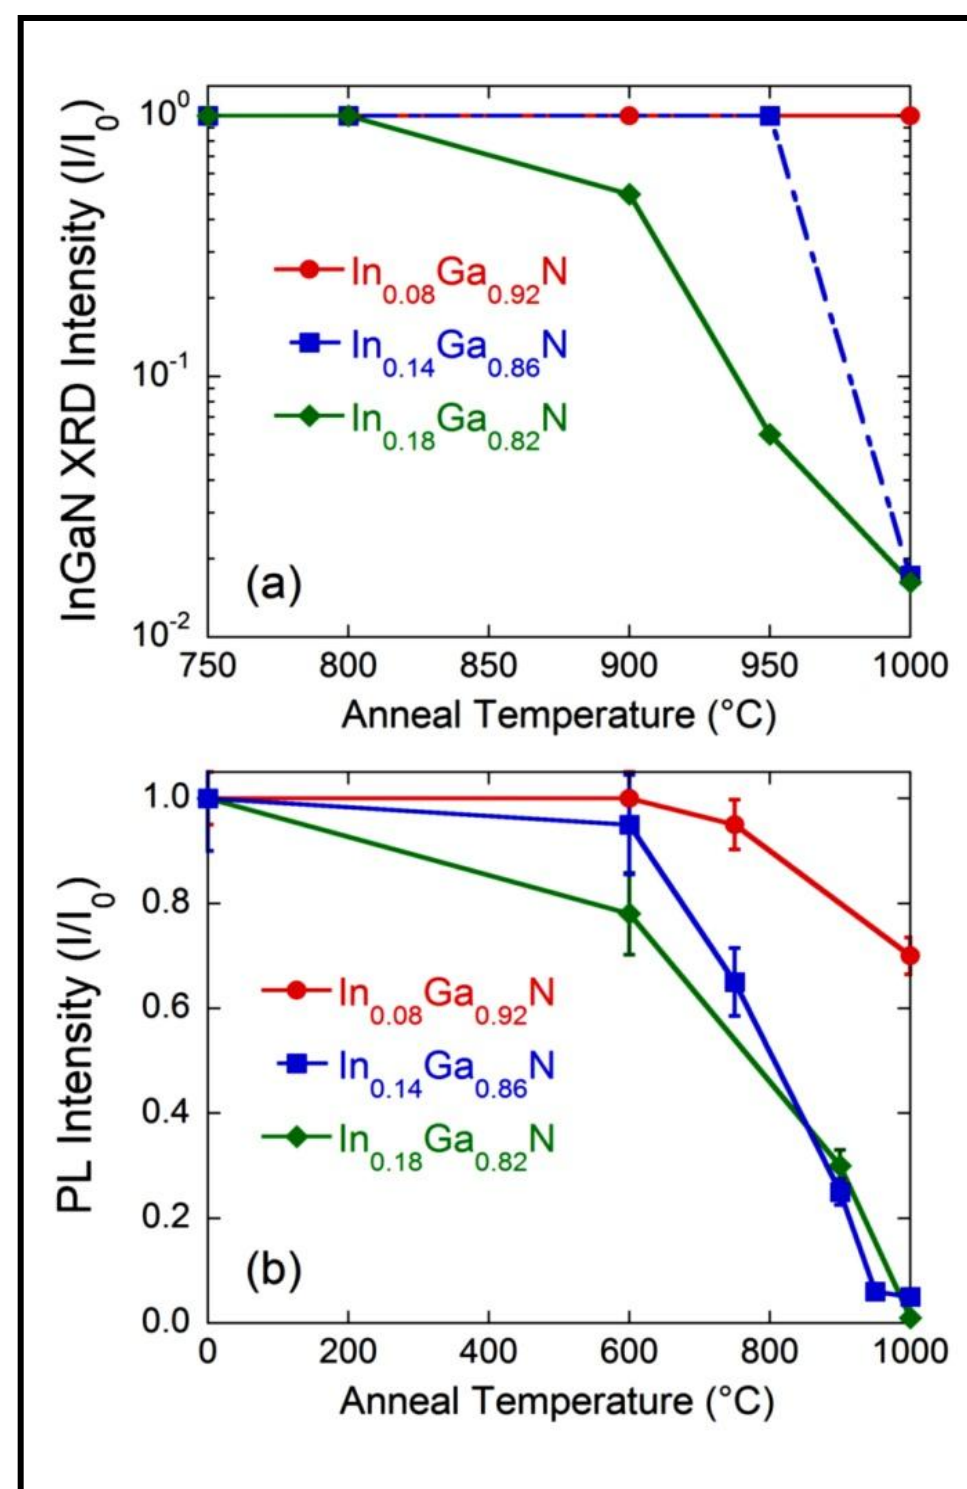 InGaN XRD Intensity (I/I₀)
10⁰
10⁻¹
10⁻²
In₀.₀₈Ga₀.₉₂N
In₀.₁₄Ga₀.₈₆N
In₀.₁₈Ga₀.₈₂N
(a)
750 800 850 900 950 1000
Anneal Temperature (°C)
PL Intensity (I/I₀)
1.0
0.8
0.6
0.4
0.2
0.0
In₀.₀₈Ga₀.₉₂N
In₀.₁₄Ga₀.₈₆N
In₀.₁₈Ga₀.₈₂N
(b)
0 200 400 600 800 1000
Anneal Temperature (°C)